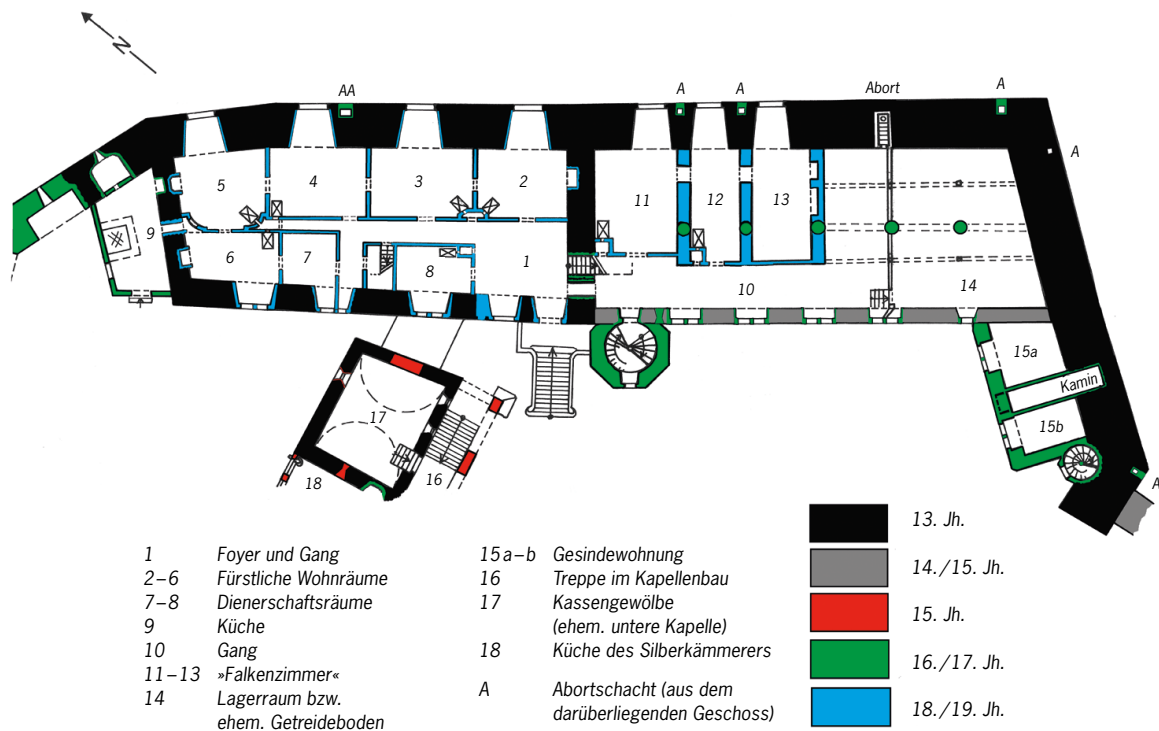 N
AA
A
A
Abort
A
A
5
4
3
2
11
12
13
9
6
7
8
1
10
14
15a
Kamin
15b
17
16
18
A
1 Foyer und Gang
2–6 Fürstliche Wohnräume
7–8 Dienerschaftsräume
9 Küche
10 Gang
11–13 »Falkenzimmer«
14 Lagerraum bzw.
ehem. Getreideboden
15a–b Gesindewohnung
16 Treppe im Kapellenbau
17 Kassengewölbe
(ehem. untere Kapelle)
18 Küche des Silberkämmerers
A Abortschacht (aus dem
darüberliegenden Geschoss)
13. Jh.
14./15. Jh.
15. Jh.
16./17. Jh.
18./19. Jh.